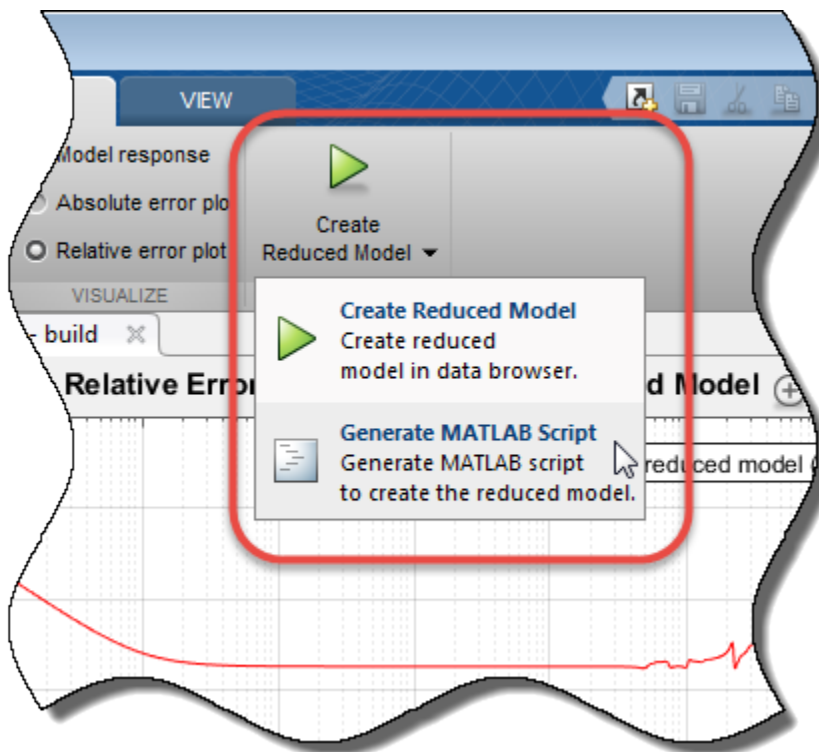 VIEW
Model response
Absolute error plo
Relative error plot
VISUALIZE
Create
Reduced Model
- build
Create Reduced Model
Create reduced
model in data browser.
Generate MATLAB Script
Generate MATLAB script
to create the reduced model.
Relative Error
d Model
reduced model (